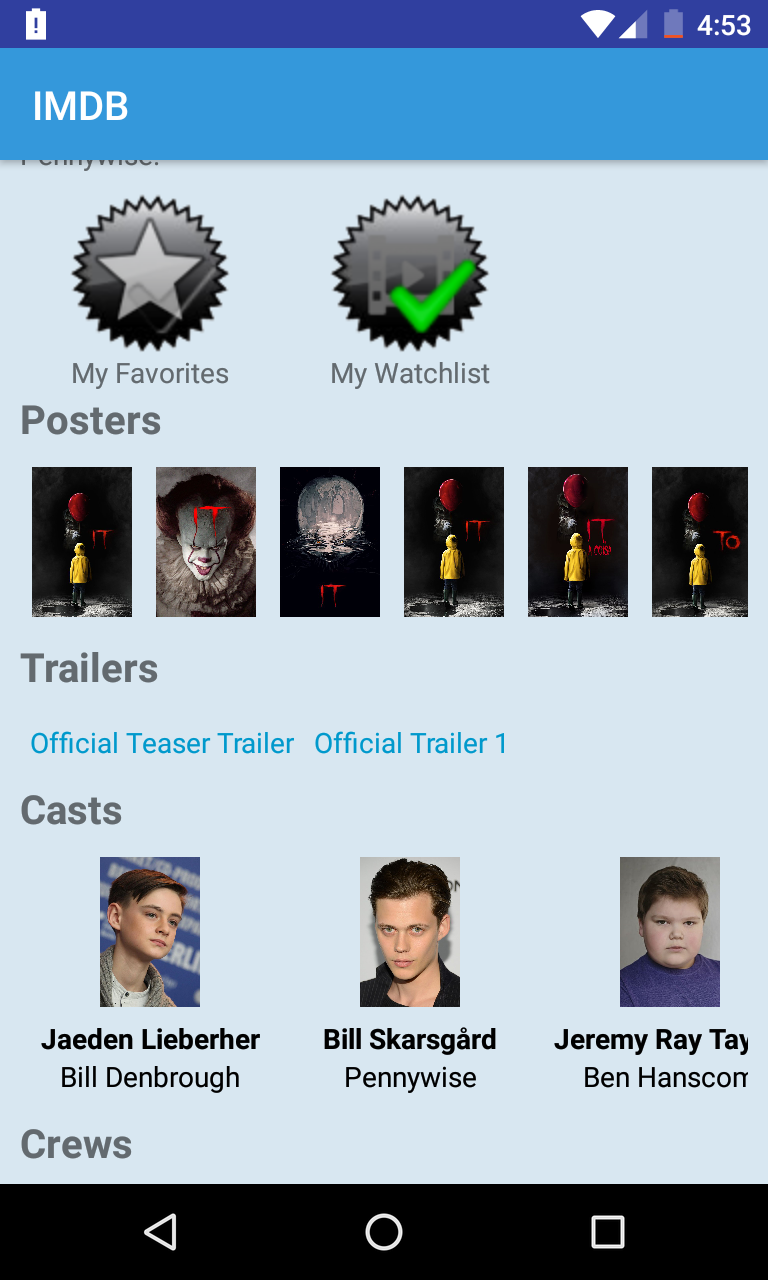 4:53
IMDB
Pennywise.
My Favorites My Watchlist
Posters
IT IT IT IT IT TO
Trailers
Official Teaser Trailer Official Trailer 1
Casts
Jaeden Lieberher Bill Skarsgård Jeremy Ray Tay
Bill Denbrough Pennywise Ben Hanscom
Crews